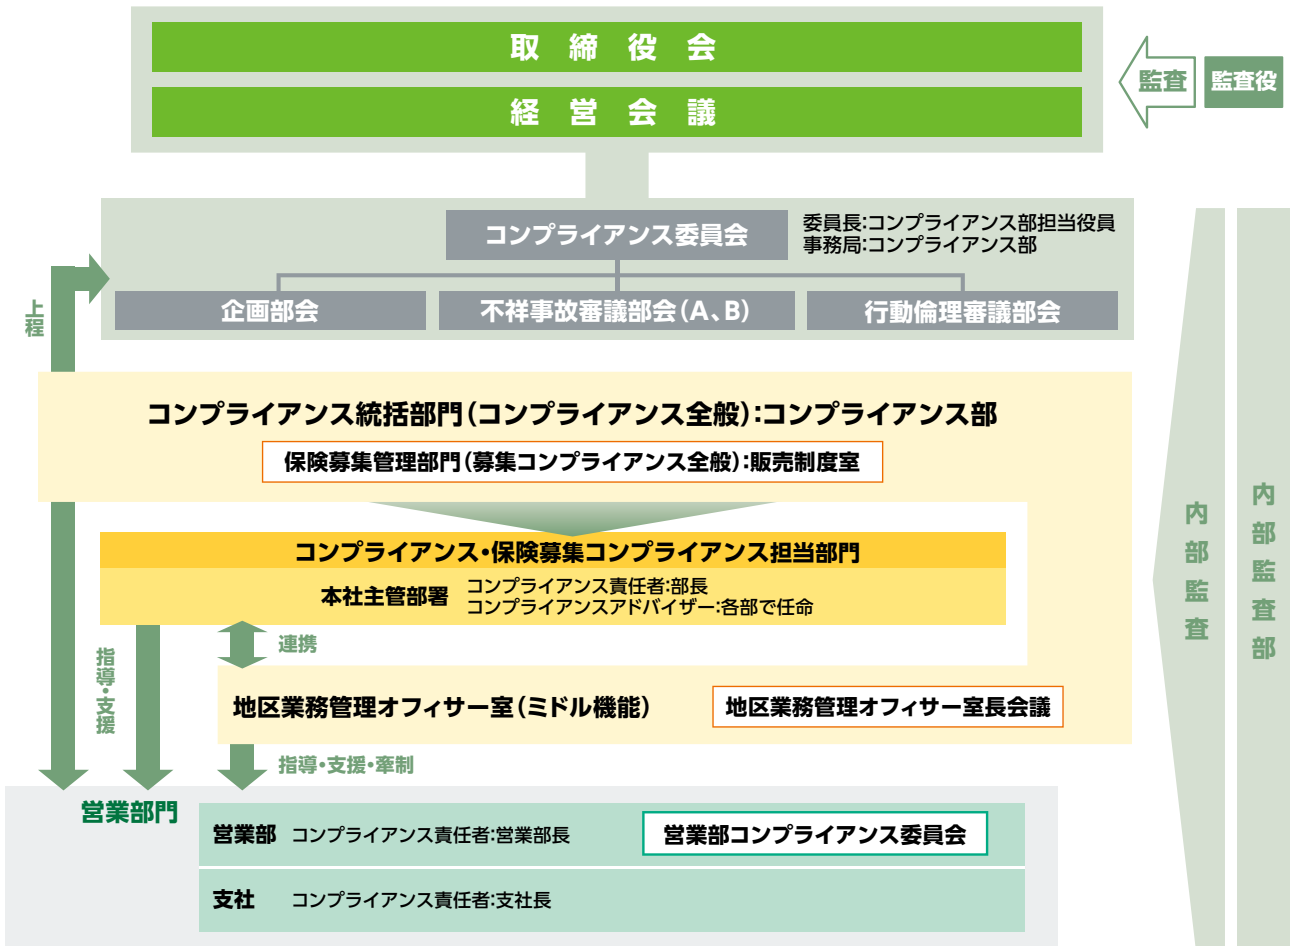 取締役会
経営会議
監査
監査役
コンプライアンス委員会
委員長:コンプライアンス部担当役員
事務局:コンプライアンス部
企画部会
不祥事故審議部会(A、B)
行動倫理審議部会
上程
コンプライアンス統括部門(コンプライアンス全般):コンプライアンス部
保険募集管理部門(募集コンプライアンス全般):販売制度室
コンプライアンス・保険募集コンプライアンス担当部門
本社主管部署
コンプライアンス責任者:部長
コンプライアンスアドバイザー:各部で任命
指導・支援
連携
地区業務管理オフィサー室(ミドル機能)
地区業務管理オフィサー室長会議
指導・支援・牽制
営業部門
営業部 コンプライアンス責任者:営業部長
営業部コンプライアンス委員会
支社 コンプライアンス責任者:支社長
内部監査
内部監査部